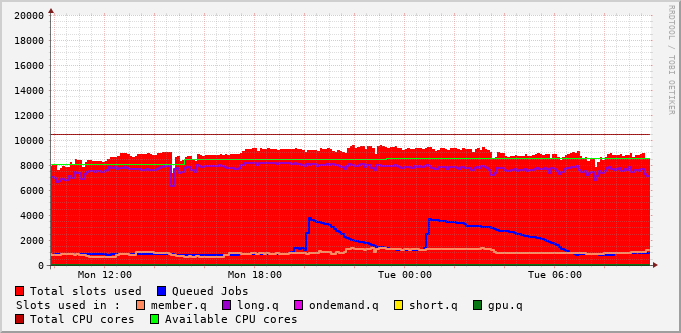 20000
18000
16000
14000
12000
10000
8000
6000
4000
2000
0
Mon 12:00 Mon 18:00 Tue 00:00 Tue 06:00
Total slots used Queued Jobs
Slots used in : member.q long.q ondemand.q short.q gpu.q
Total CPU cores Available CPU cores
RRDTOOL / TOBI OETIKER